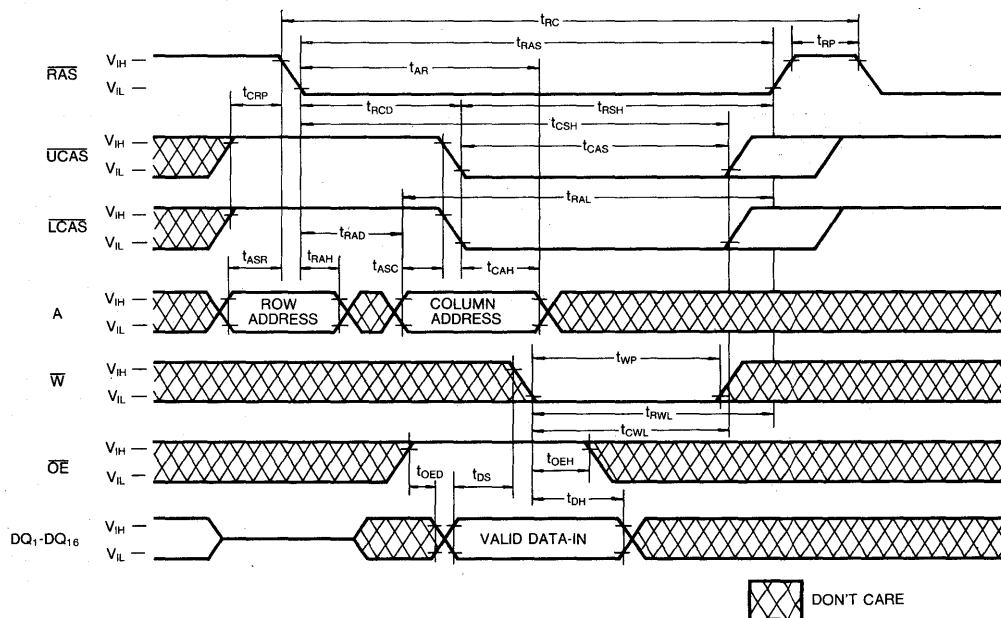 tRC
tRAS
tRP
tAR
RAS
VIH
VIL
tCRP
tRCD
tRSH
tCSH
UCAS
VIH
VIL
tCAS
tRAL
LCAS
VIH
VIL
tRAD
tASR
tRAH
tASC
tCAH
A
VIH
VIL
ROW
ADDRESS
COLUMN
ADDRESS
W
VIH
VIL
tWP
tRWL
tCWL
OE
VIH
VIL
tOED
tDS
tOEH
tDH
DQ1-DQ16
VIH
VIL
VALID DATA-IN
DON'T CARE